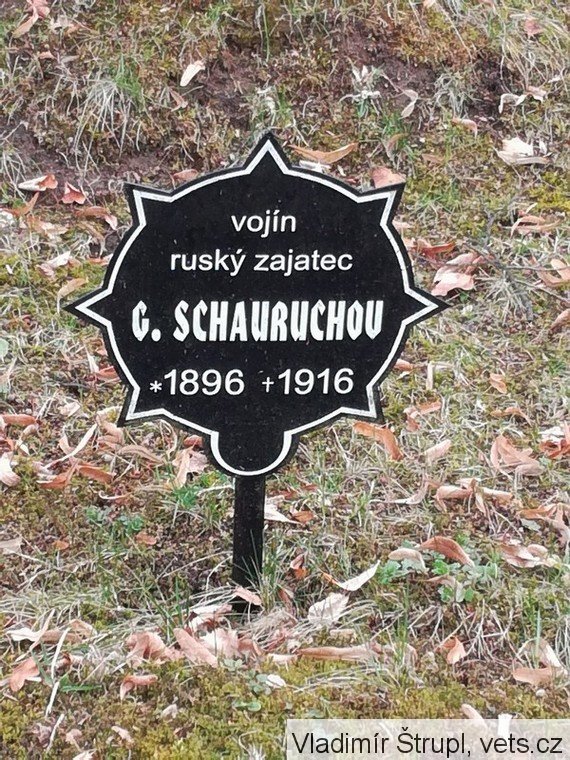 vojín
ruský zajatec
G. SCHAURUCHOU
*1896 †1916
Vladimír Štrupl, vets.cz